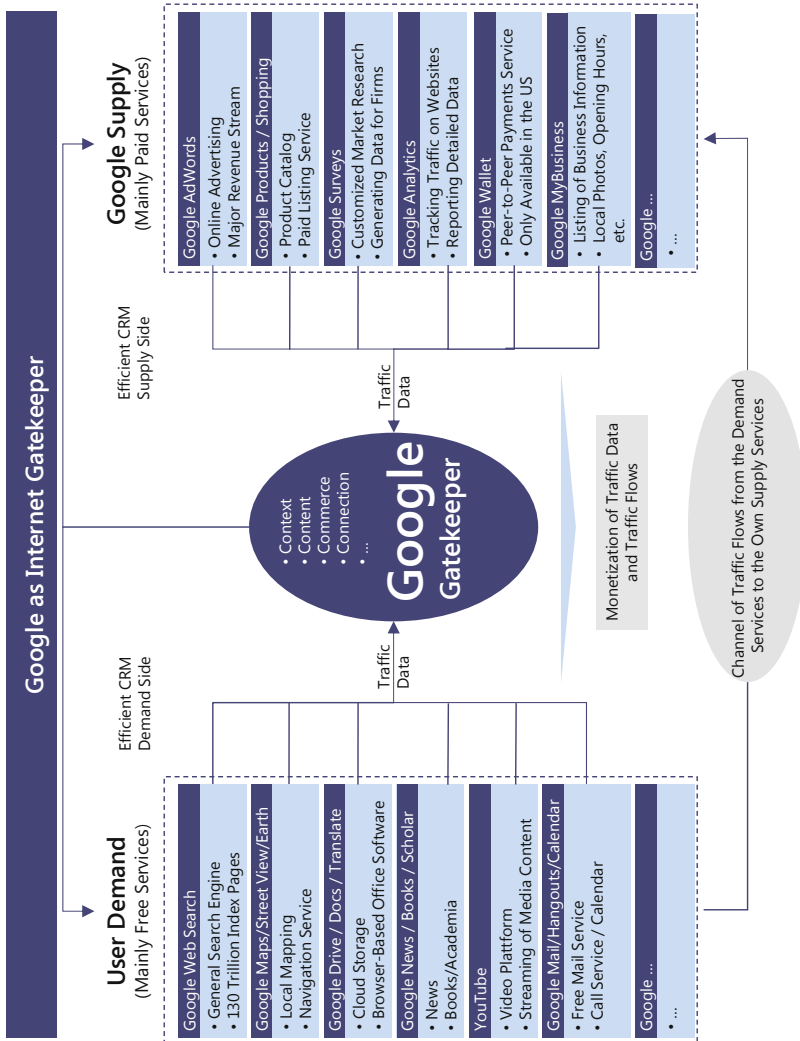 Google as Internet Gatekeeper
User Demand
(Mainly Free Services)
Efficient CRM
Demand Side
Efficient CRM
Supply Side
Google Supply
(Mainly Paid Services)
Google Web Search
• General Search Engine
• 130 Trillion Index Pages
Google Maps/Street View/Earth
• Local Mapping
• Navigation Service
Google Drive / Docs / Translate
• Cloud Storage
• Browser-Based Office Software
Google News / Books / Scholar
• News
• Books/Academia
YouTube
• Video Plattform
• Streaming of Media Content
Google Mail/Hangouts/Calendar
• Free Mail Service
• Call Service / Calendar
Google ...
• ...
Traffic
Data
• Context
• Content
• Commerce
• Connection
• ...
Google
Gatekeeper
Traffic
Data
Google AdWords
• Online Advertising
• Major Revenue Stream
Google Products / Shopping
• Product Catalog
• Paid Listing Service
Google Surveys
• Customized Market Research
• Generating Data for Firms
Google Analytics
• Tracking Traffic on Websites
• Reporting Detailed Data
Google Wallet
• Peer-to-Peer Payments Service
• Only Available in the US
Google MyBusiness
• Listing of Business Information
• Local Photos, Opening Hours,
etc.
Google ...
• ...
Monetization of Traffic Data
and Traffic Flows
Channel of Traffic Flows from the Demand
Services to the Own Supply Services